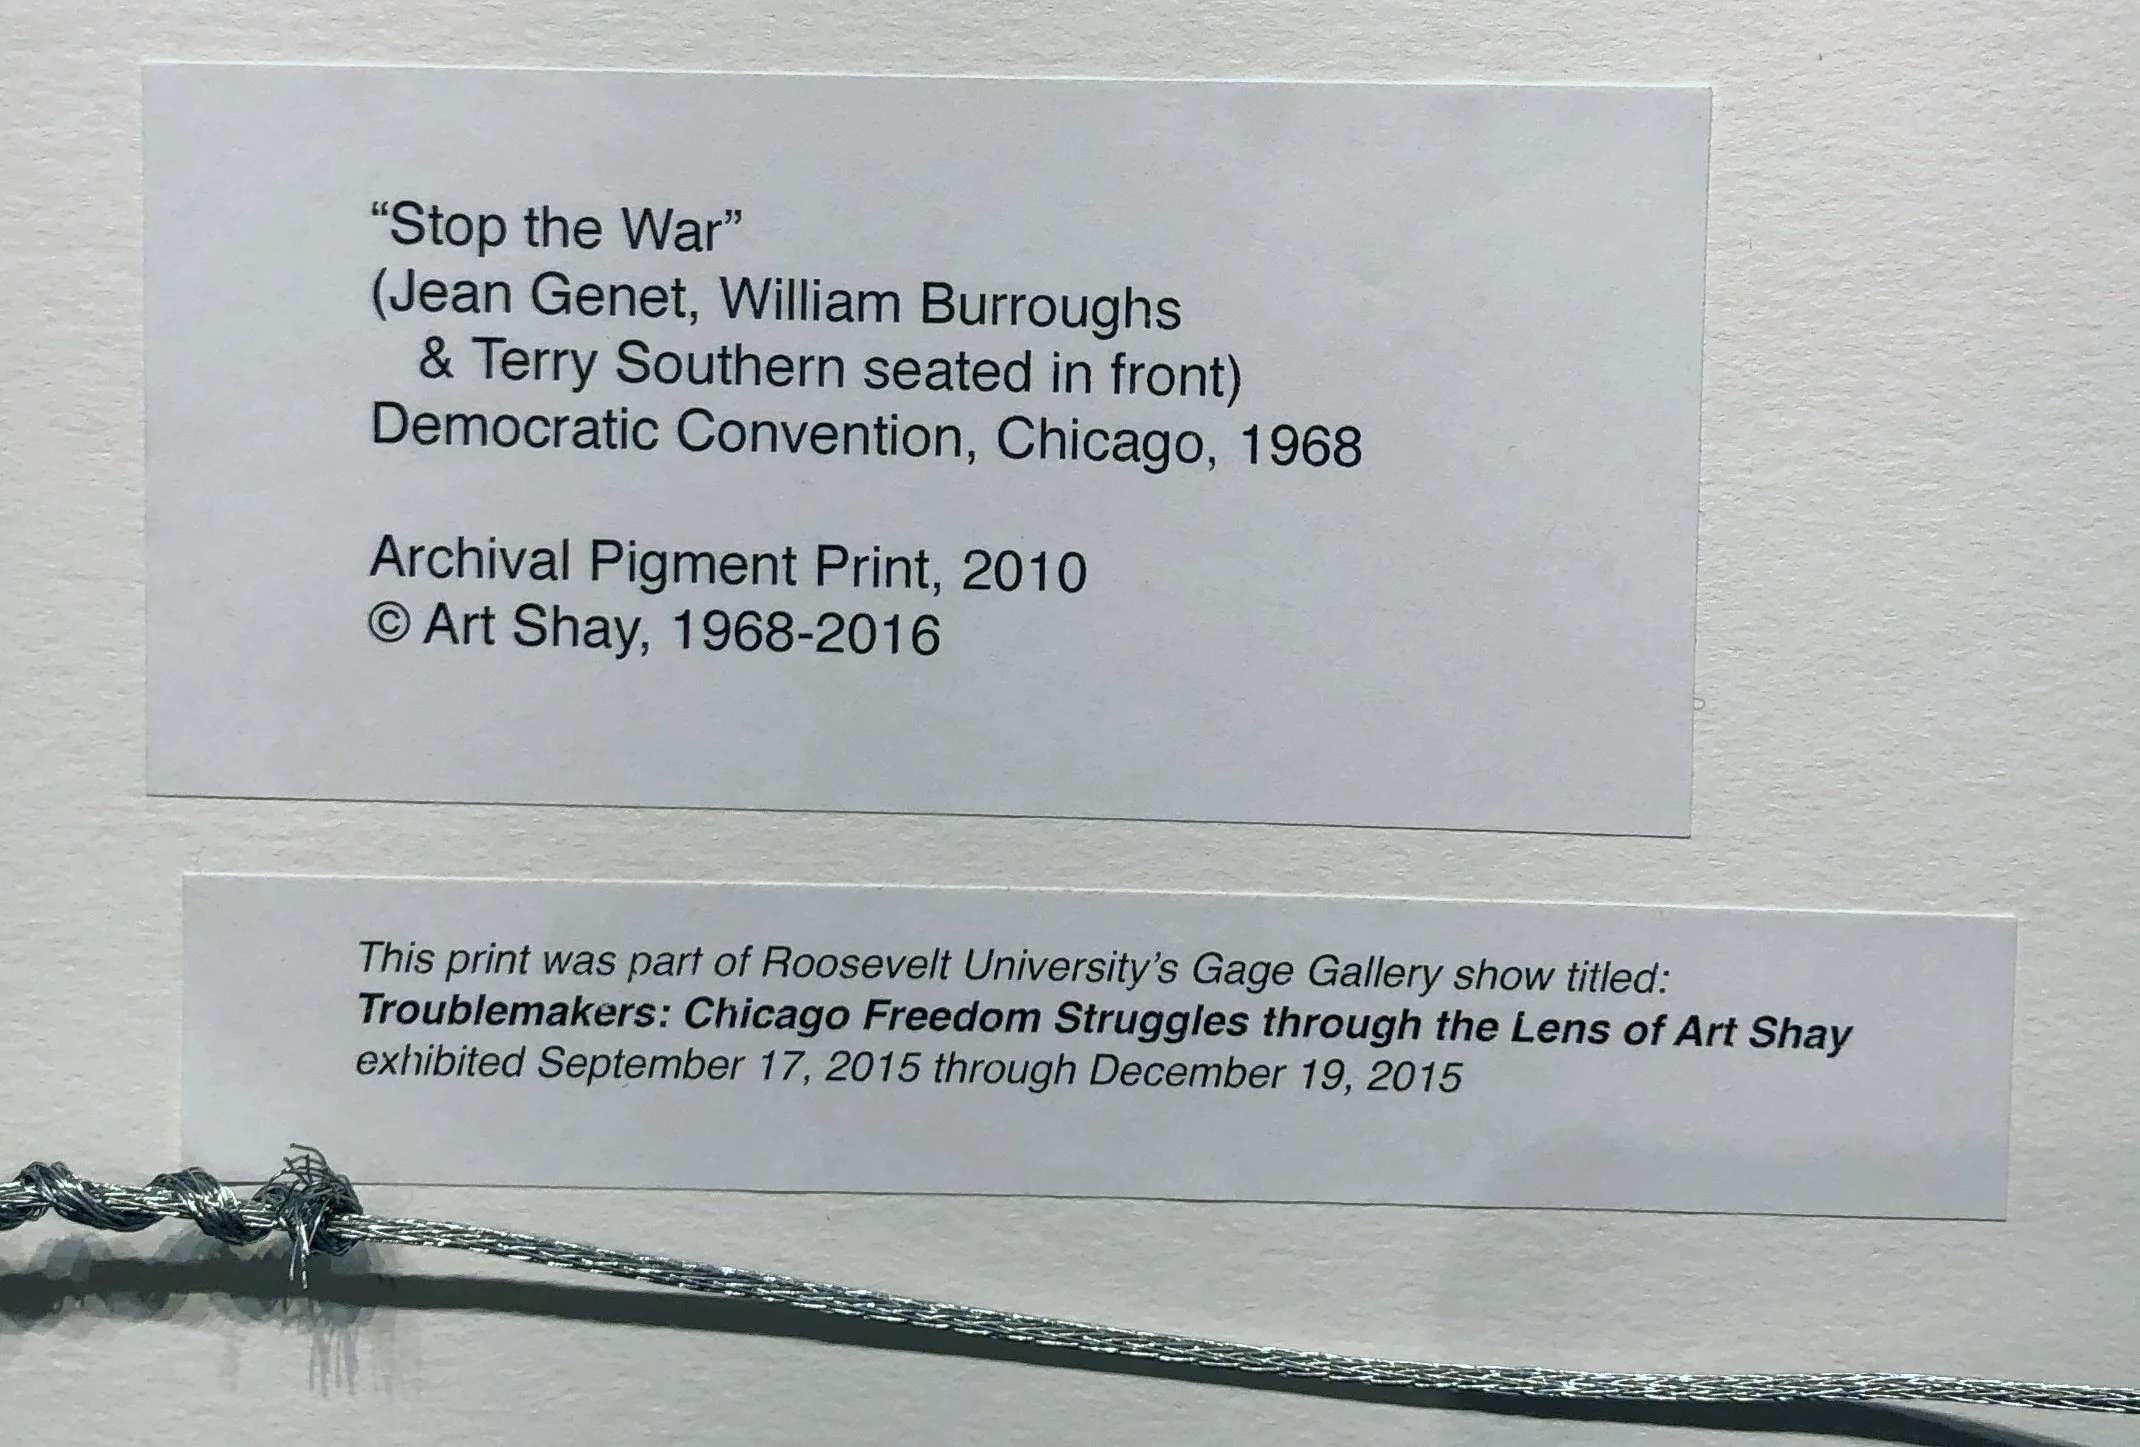 “Stop the War”
(Jean Genet, William Burroughs
& Terry Southern seated in front)
Democratic Convention, Chicago, 1968
Archival Pigment Print, 2010
© Art Shay, 1968-2016
This print was part of Roosevelt University’s Gage Gallery show titled:
Troublemakers: Chicago Freedom Struggles through the Lens of Art Shay
exhibited September 17, 2015 through December 19, 2015